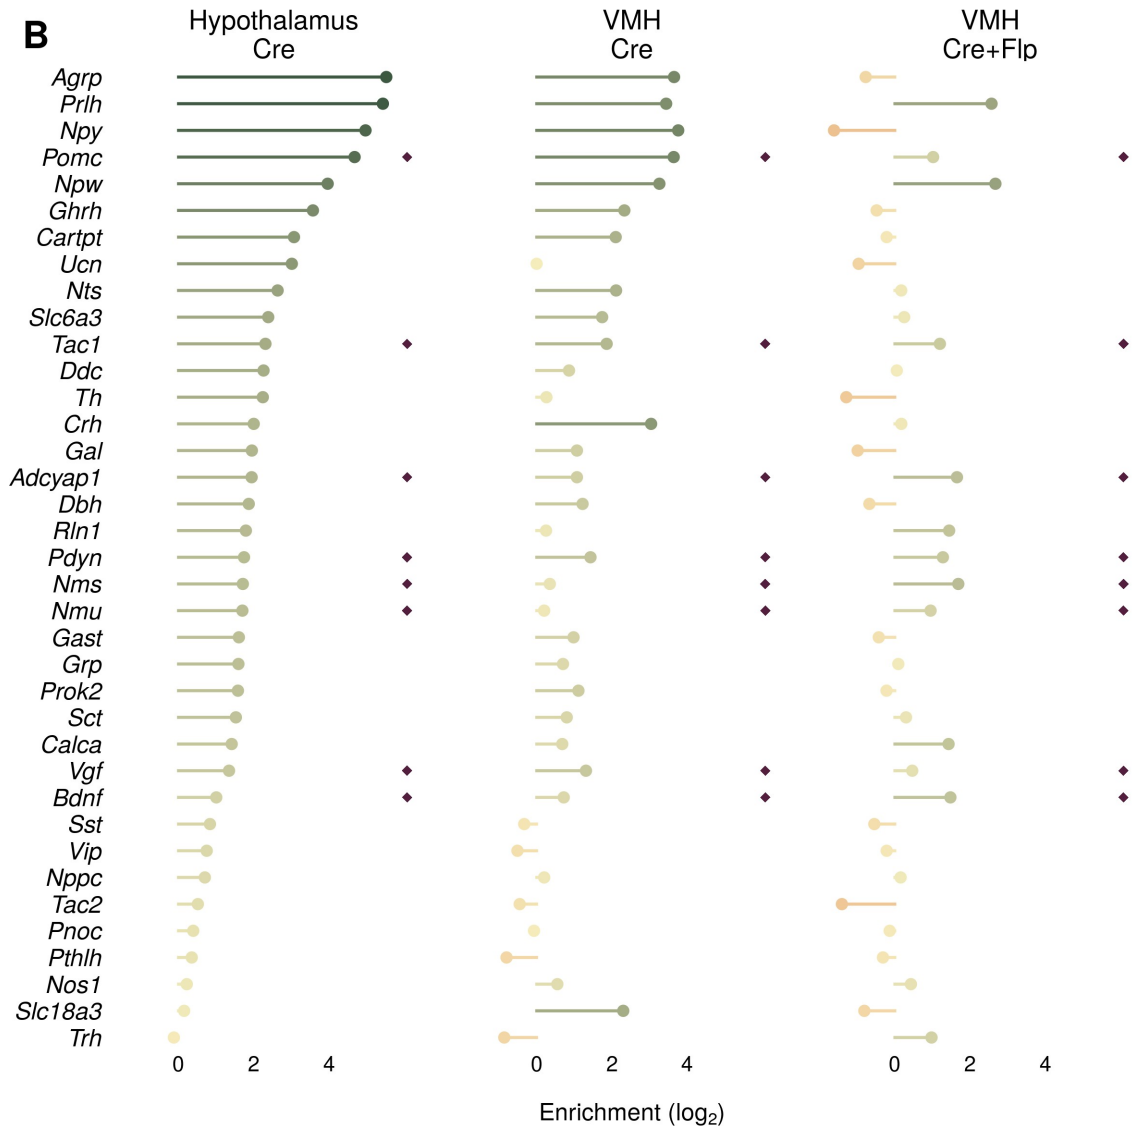 B
Hypothalamus
Cre
VMH
Cre
VMH
Cre+Flp
Agrp
Prlh
Npy
Pomc
Npw
Ghrh
Cartpt
Ucn
Nts
Slc6a3
Tac1
Ddc
Th
Crh
Gal
Adcyap1
Dbh
Rln1
Pdyn
Nms
Nmu
Gast
Grp
Prok2
Sct
Calca
Vgf
Bdnf
Sst
Vip
Nppc
Tac2
Pnoc
Pthlh
Nos1
Slc18a3
Trh
0 2 4 0 2 4 0 2 4
Enrichment (log₂)